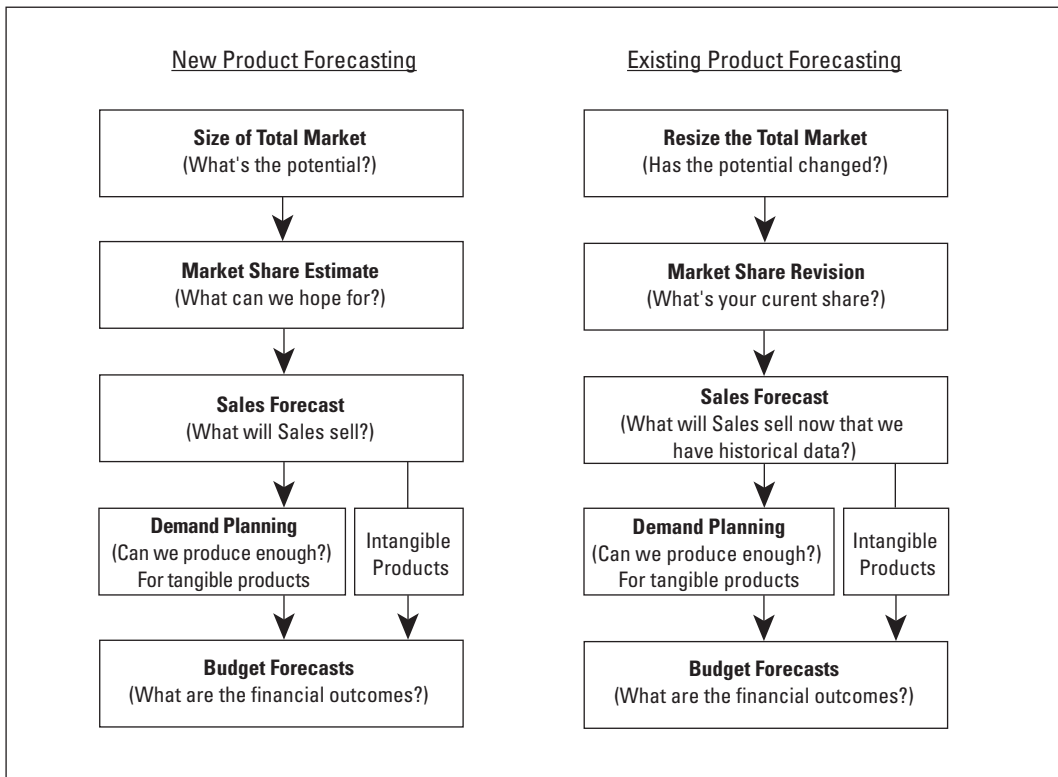 New Product Forecasting
Size of Total Market
(What's the potential?)
Market Share Estimate
(What can we hope for?)
Sales Forecast
(What will Sales sell?)
Demand Planning
(Can we produce enough?)
For tangible products
Intangible
Products
Budget Forecasts
(What are the financial outcomes?)
Existing Product Forecasting
Resize the Total Market
(Has the potential changed?)
Market Share Revision
(What's your curent share?)
Sales Forecast
(What will Sales sell now that we
have historical data?)
Demand Planning
(Can we produce enough?)
For tangible products
Intangible
Products
Budget Forecasts
(What are the financial outcomes?)